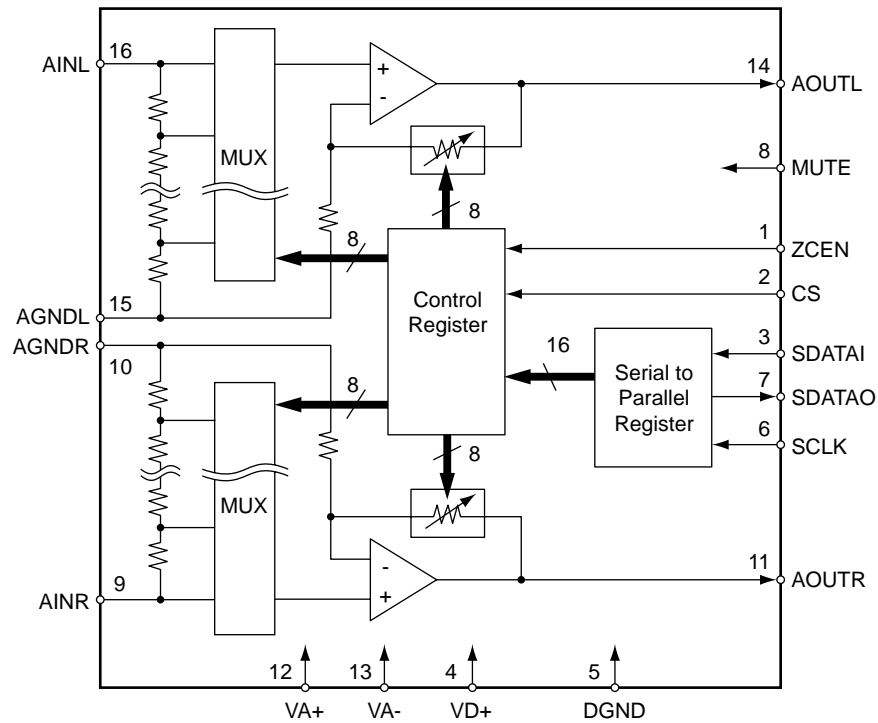 16
AINL
+
-
14
AOUTL
MUX
8
MUTE
8
8
1
ZCEN
2
CS
Control
Register
15
AGNDL
AGNDR
10
16
3
SDATAI
Serial to
Parallel
Register
7
SDATAO
6
SCLK
8
8
MUX
-
+
11
AOUTR
9
AINR
12
13
4
5
VA+
VA-
VD+
DGND